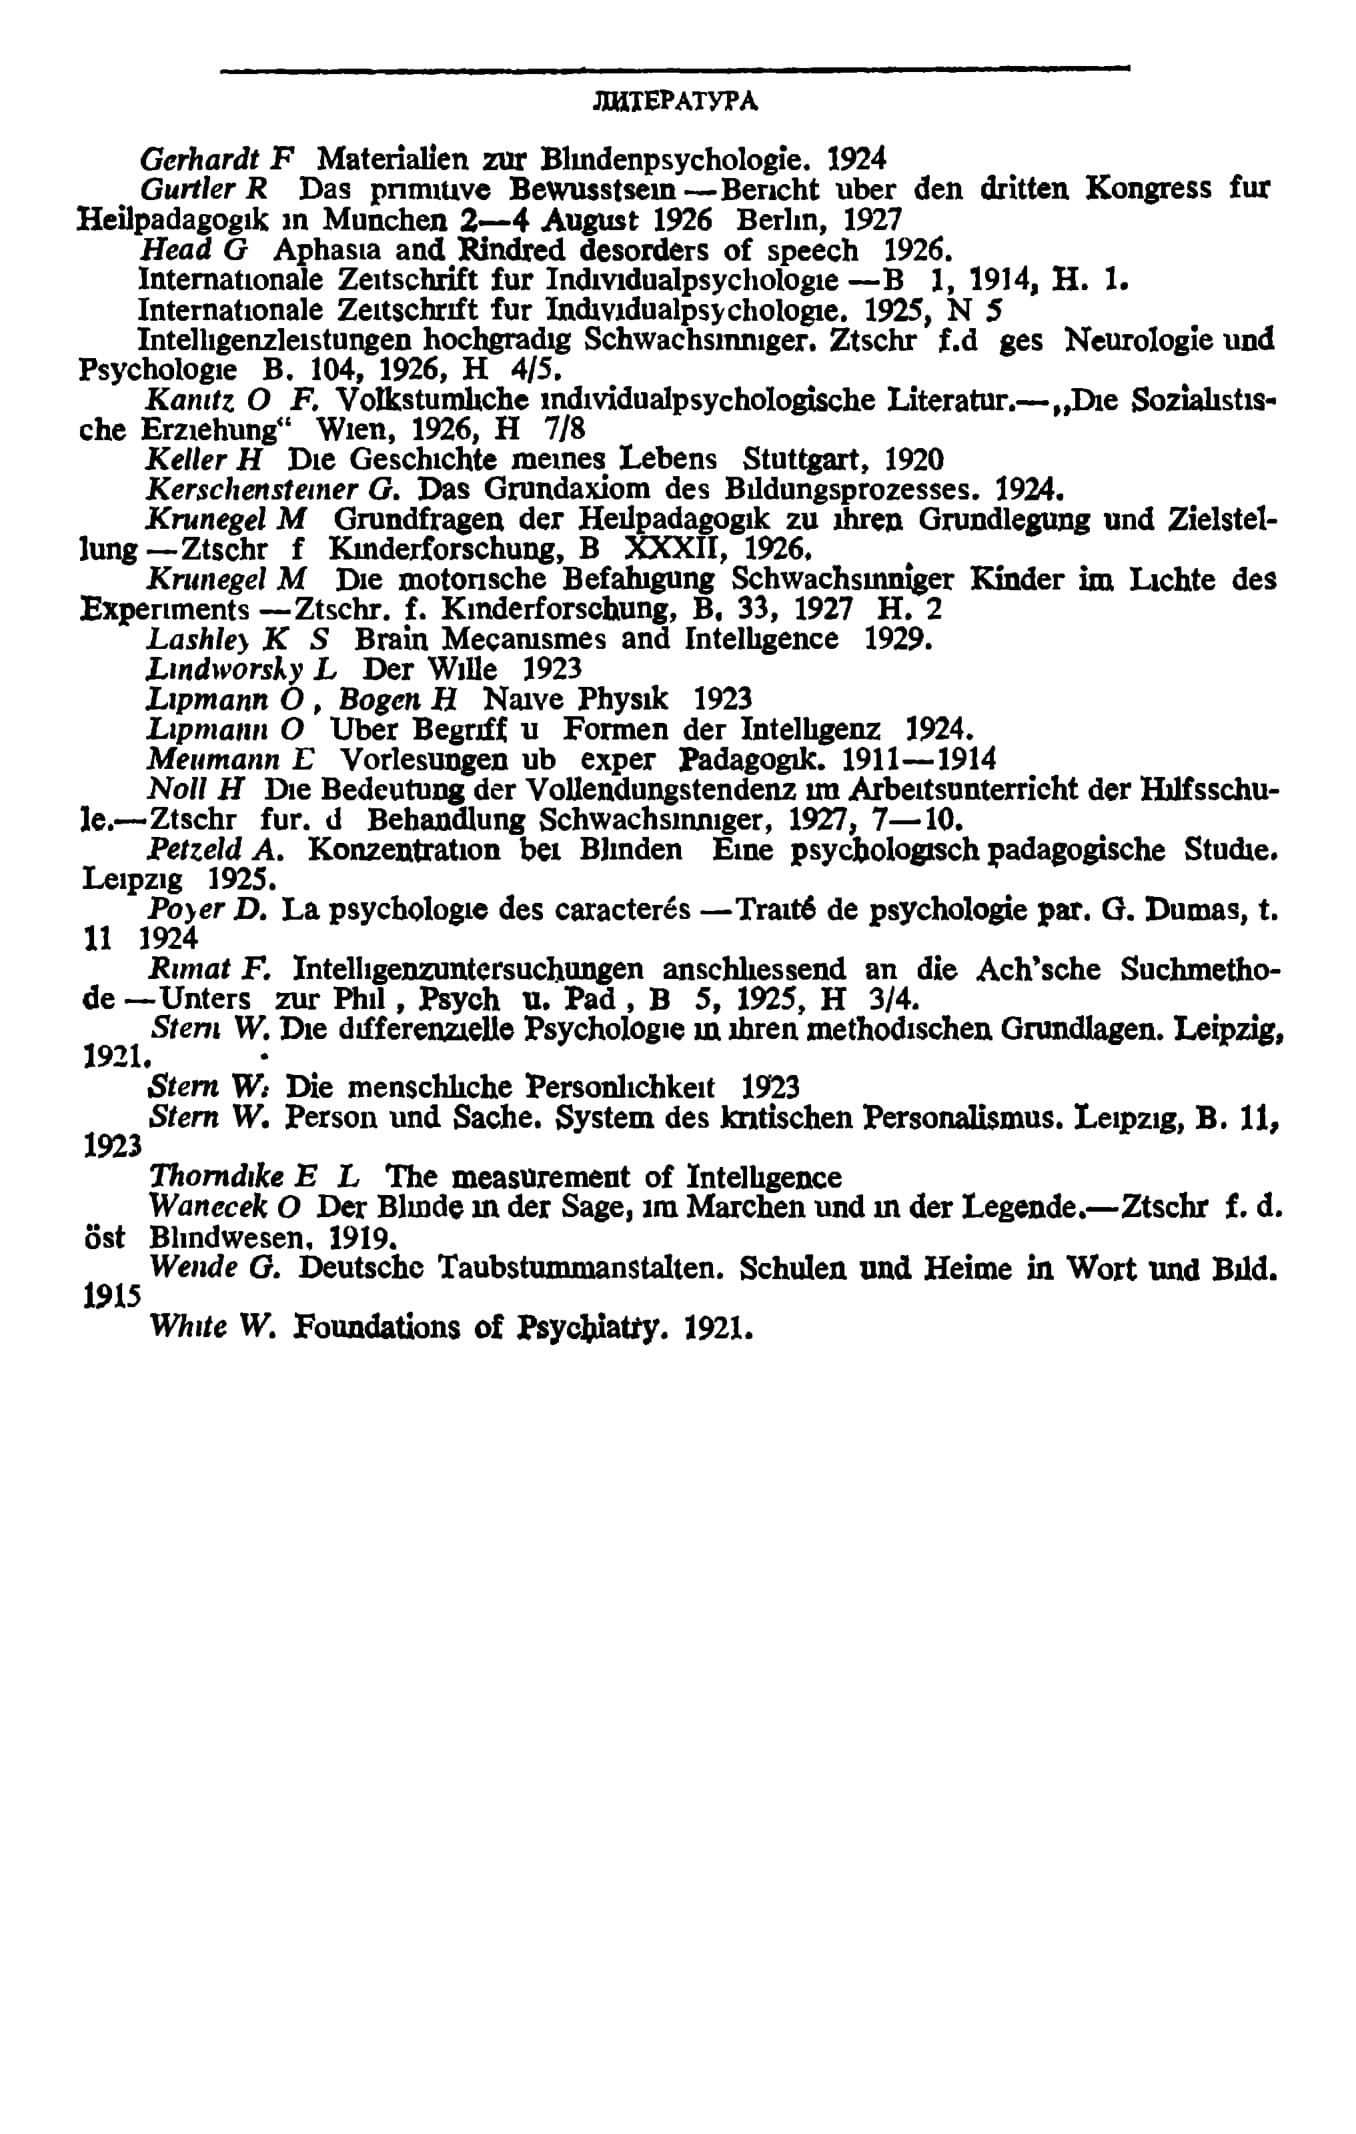 ЛИТЕРАТУРА
Gerhardt F Materialien zur Blindenpsychologie. 1924
Gurtler R Das primitive Bewusstsein — Bericht uber den dritten Kongress fur
Heilpadagogik in Munchen 2—4 August 1926 Berlin, 1927
Head G Aphasia and Rindred desorders of speech 1926.
Internationale Zeitschrift fur Individualpsychologie — B 1, 1914, H. 1.
Internationale Zeitschrift fur Individualpsychologie. 1925, N 5
Intelligenzleistungen hochgradig Schwachsinniger. Ztschr f.d ges Neurologie und
Psychologie B. 104, 1926, H 4/5.
Kanitz O F. Volkstumliche individualpsychologische Literatur.—„Die Sozialistis-
che Erziehung“ Wien, 1926, H 7/8
Keller H Die Geschichte meines Lebens Stuttgart, 1920
Kerschensteiner G. Das Grundaxiom des Bildungsprozesses. 1924.
Krunegel M Grundfragen der Heilpadagogik zu ihren Grundlegung und Zielstel-
lung — Ztschr f Kinderforschung, B XXXII, 1926.
Krunegel M Die motorische Befahigung Schwachsinniger Kinder im Lichte des
Experiments — Ztschr. f. Kinderforschung, B. 33, 1927 H. 2
Lashley K S Brain Mecanismes and Intelligence 1929.
Lindworsky L Der Wille 1923
Lipmann O , Bogen H Naive Physik 1923
Lipmann O Uber Begriff u Formen der Intelligenz 1924.
Meumann E Vorlesungen ub exper Padagogik. 1911—1914
Noll H Die Bedeutung der Vollendungstendenz im Arbeitsunterricht der Hilfsschu-
le.—Ztschr fur. d Behandlung Schwachsinniger, 1927, 7—10.
Petzeld A. Konzentration bei Blinden Eine psychologisch padagogische Studie.
Leipzig 1925.
Poyer D. La psychologie des caracterés — Traité de psychologie par. G. Dumas, t.
11 1924
Rimat F. Intelligenzuntersuchungen anschliessend an die Ach’sche Suchmetho-
de — Unters zur Phil , Psych u. Pad , B 5, 1925, H 3/4.
Stern W. Die differenzielle Psychologie in ihren methodischen Grundlagen. Leipzig,
1921.
Stern W: Die menschliche Personlichkeit 1923
Stern W. Person und Sache. System des kritischen Personalismus. Leipzig, B. 11,
1923
Thorndike E L The measurement of Intelligence
Wanecek O Der Blinde in der Sage, im Marchen und in der Legende.—Ztschr f. d.
öst Blindwesen, 1919.
Wende G. Deutsche Taubstummanstalten. Schulen und Heime in Wort und Bild.
1915
White W. Foundations of Psychiatry. 1921.